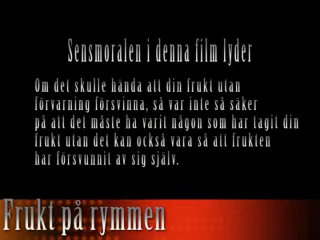 Sensmoralen i denna film lyder
Om det skulle hända att din frukt utan
förvarning försvinna, så var inte så säker
på att det måste ha varit någon som har tagit din
frukt utan det kan också vara så att frukten
har försvunnit av sig själv.
Frukt på rymmen